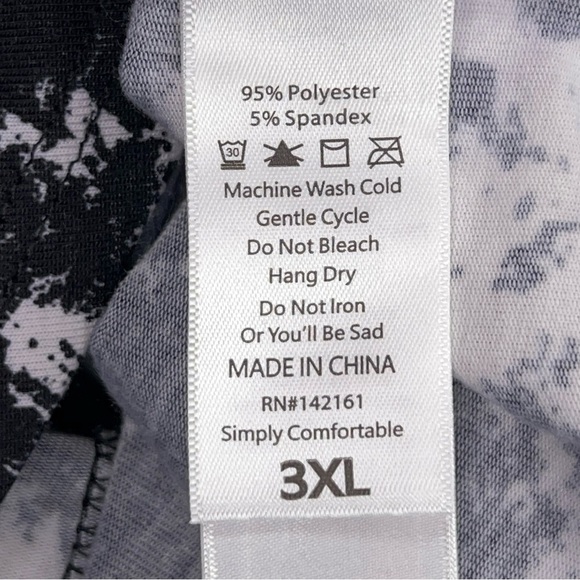 95% Polyester
5% Spandex
30
Machine Wash Cold
Gentle Cycle
Do Not Bleach
Hang Dry
Do Not Iron
Or You'll Be Sad
MADE IN CHINA
RN#142161
Simply Comfortable
3XL